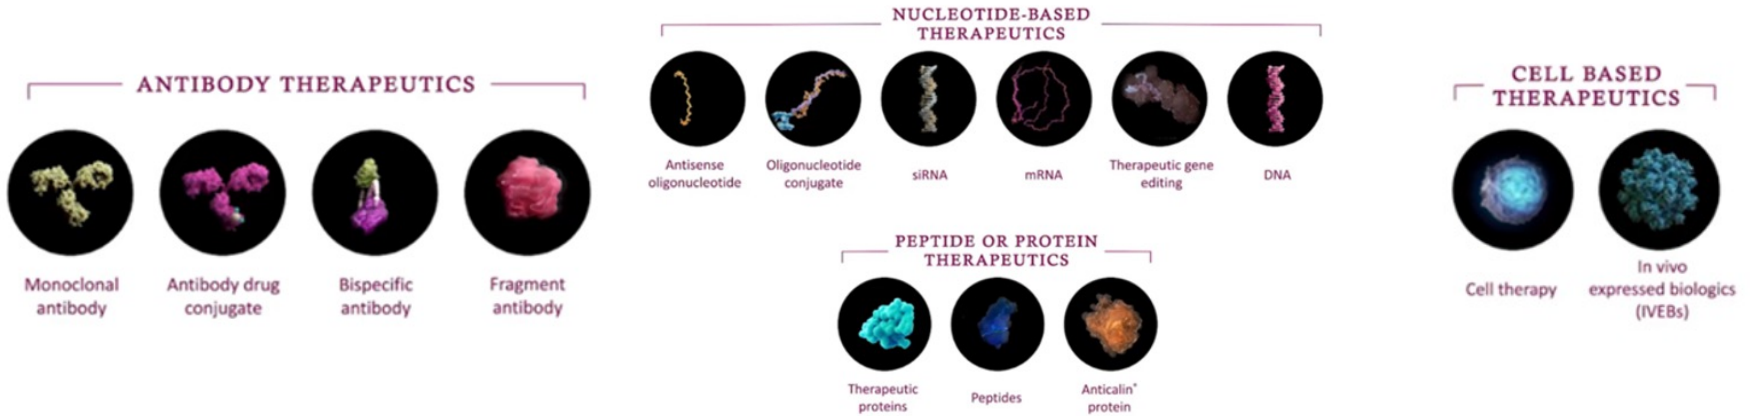 ANTIBODY THERAPEUTICS
Monoclonal
antibody
Antibody drug
conjugate
Bispecific
antibody
Fragment
antibody
NUCLEOTIDE-BASED
THERAPEUTICS
Antisense
oligonucleotide
Oligonucleotide
conjugate
siRNA
mRNA
Therapeutic gene
editing
DNA
PEPTIDE OR PROTEIN
THERAPEUTICS
Therapeutic
proteins
Peptides
Anticalin®
protein
CELL BASED
THERAPEUTICS
Cell therapy
In vivo
expressed biologics
(IVEBs)